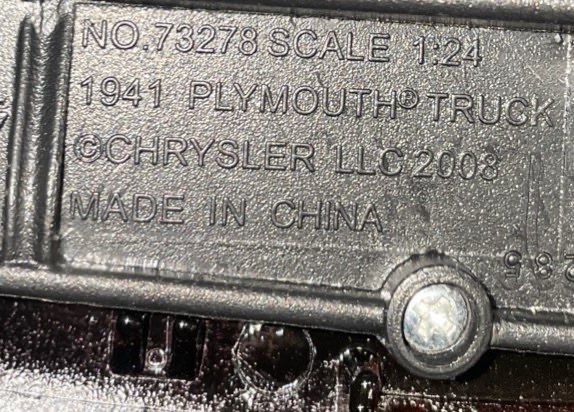 NO.73278 SCALE 1:24
1941 PLYMOUTH® TRUCK
©CHRYSLER LLC 2008
MADE IN CHINA